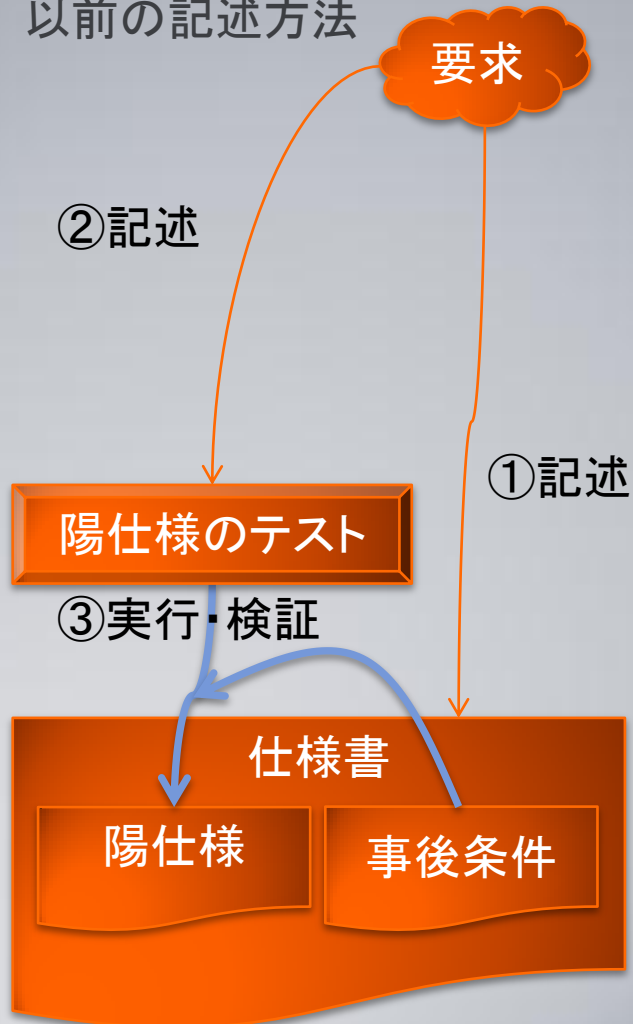 以前の記述方法
要求
②記述
①記述
陽仕様のテスト
③実行・検証
仕様書
陽仕様
事後条件